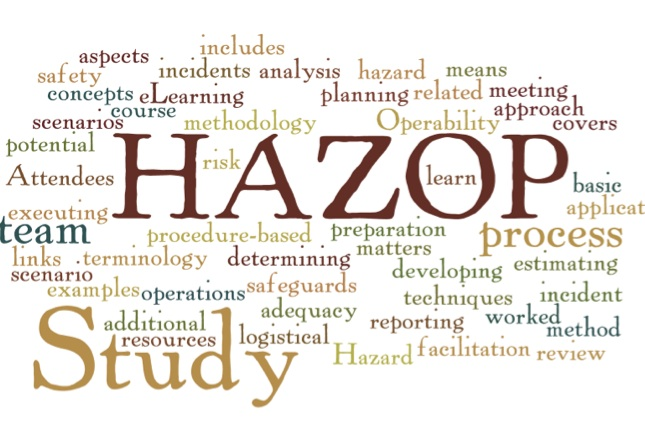 includes
aspects
safety incidents analysis hazard means
concepts eLearning planning related meeting
course approach
scenarios methodology Operability covers
potential
risk
HAZOP
Attendees learn basic
executing applicat
team procedure-based preparation process
links terminology determining matters
scenario developing estimating
examples operations safeguards
techniques incident
adequacy
Study
additional reporting worked
resources logistical method
Hazard facilitation review